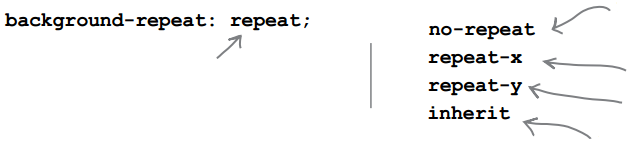 background-repeat: repeat;
no-repeat
repeat-x
repeat-y
inherit